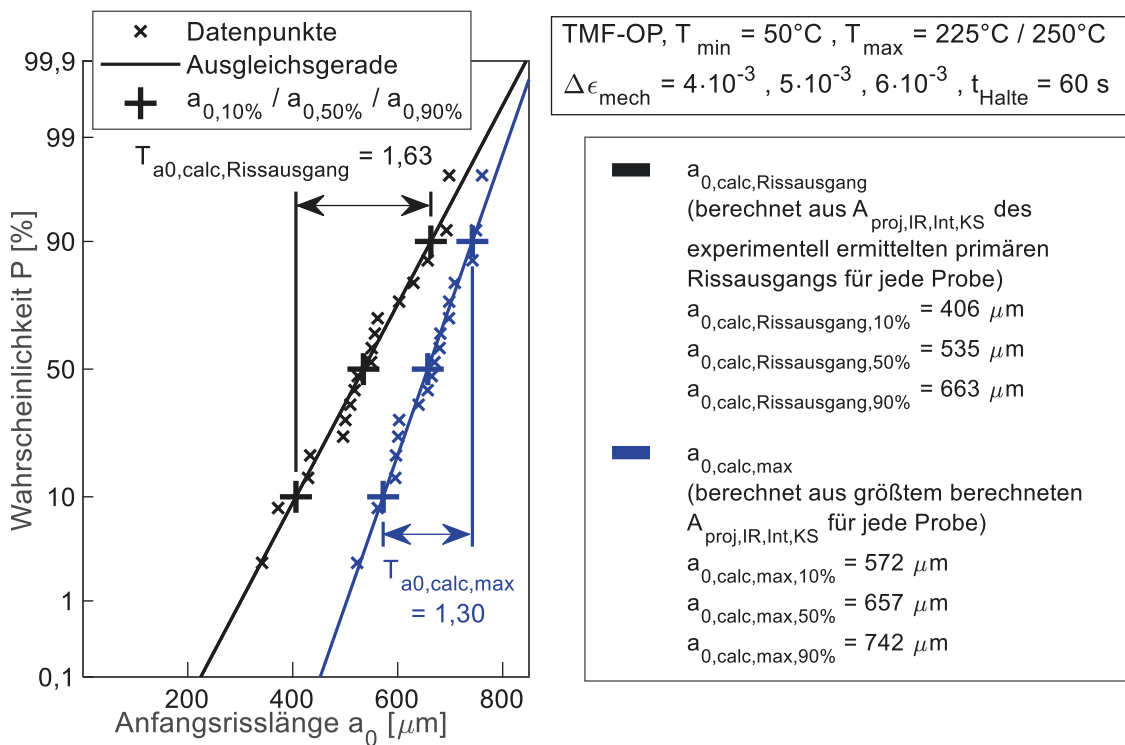 Datenpunkte
Ausgleichsgerade
a0,10% / a0,50% / a0,90%
TMF-OP, T min = 50°C , Tmax = 225°C / 250°C
Δϵmech = 4·10-3 , 5·10-3 , 6·10-3 , tHalte = 60 s
Ta0,calc,Rissausgang = 1,63
Ta0,calc,max
= 1,30
99,9
99
90
50
10
1
0,1
Wahrscheinlichkeit P [%]
200
400
600
800
Anfangsrisslänge a0 [μm]
a0,calc,Rissausgang
(berechnet aus Aproj,IR,Int,KS des
experimentell ermittelten primären
Rissausgangs für jede Probe)
a0,calc,Rissausgang,10% = 406 μm
a0,calc,Rissausgang,50% = 535 μm
a0,calc,Rissausgang,90% = 663 μm
a0,calc,max
(berechnet aus größtem berechneten
Aproj,IR,Int,KS für jede Probe)
a0,calc,max,10% = 572 μm
a0,calc,max,50% = 657 μm
a0,calc,max,90% = 742 μm